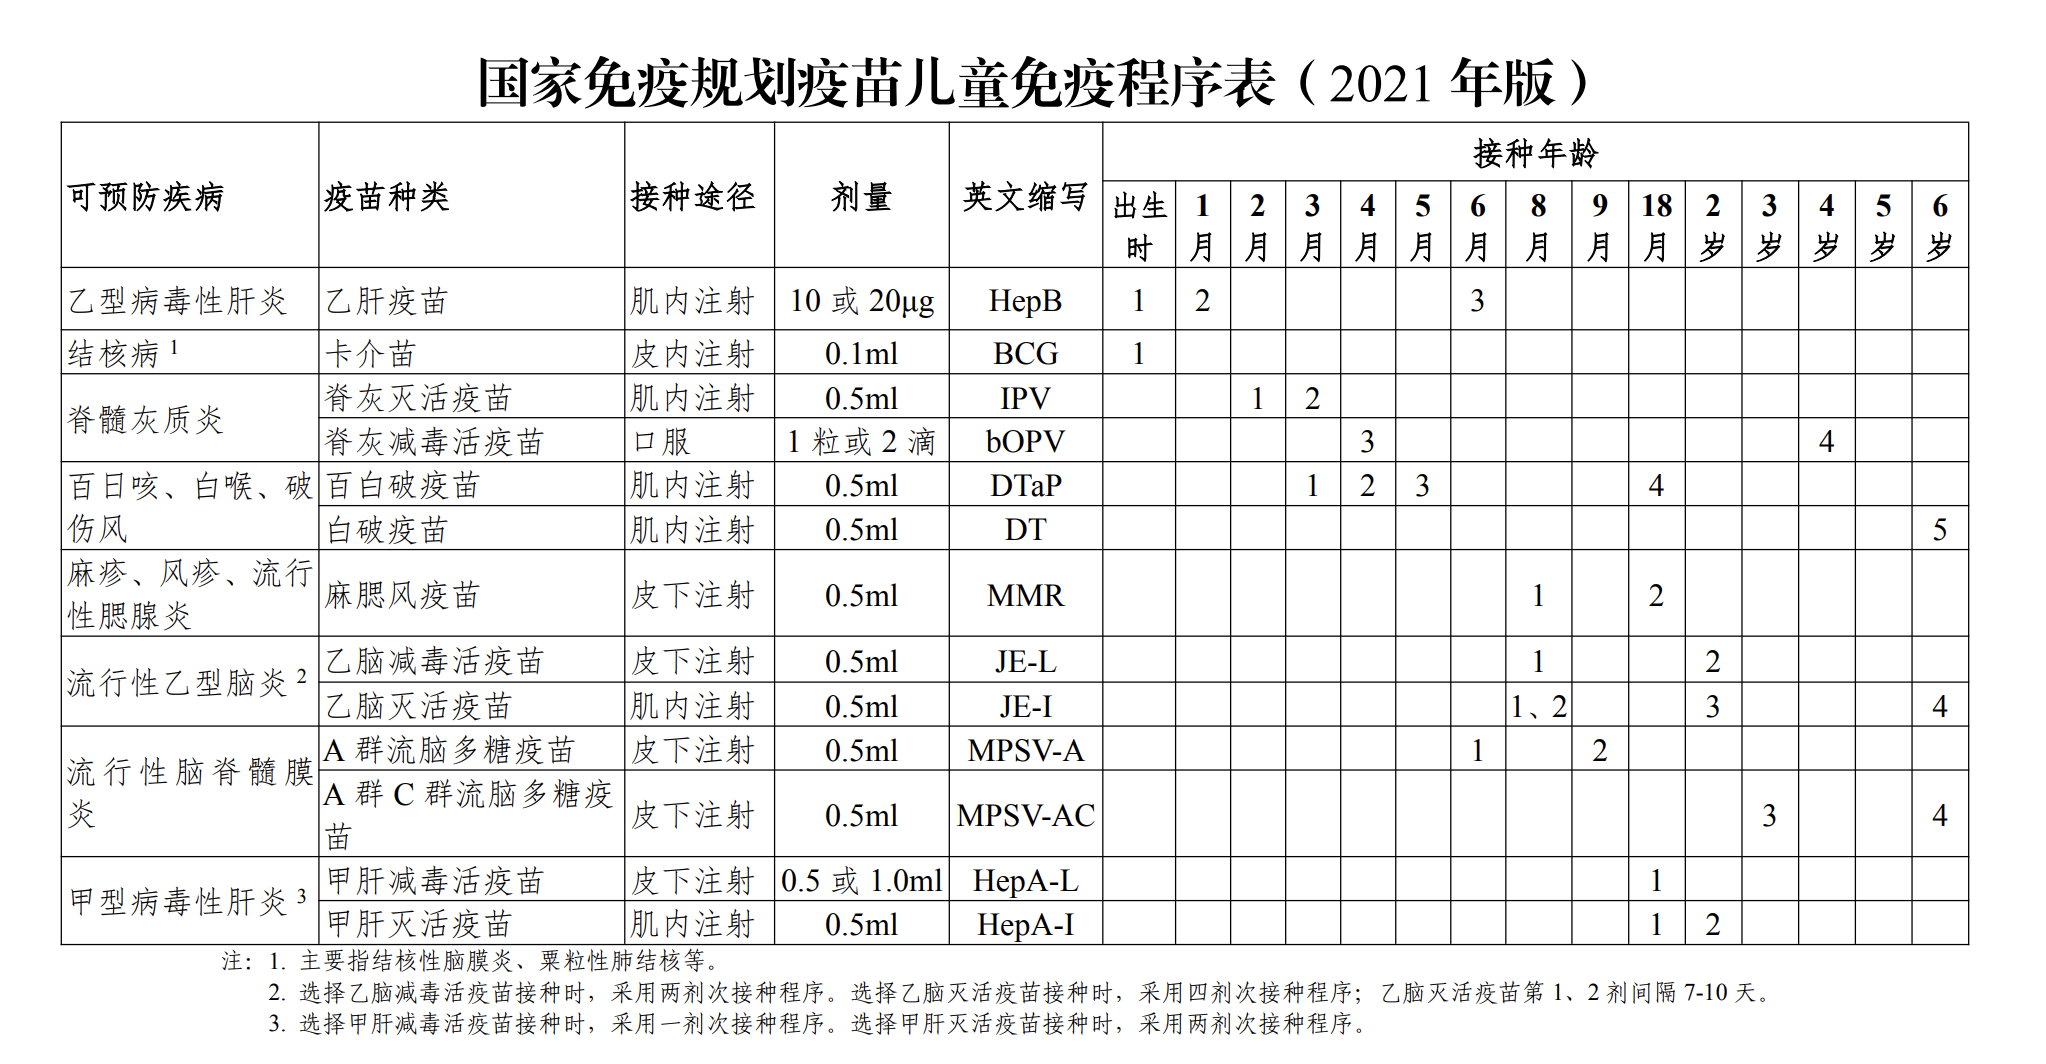 国家免疫规划疫苗儿童免疫程序表（2021 年版）
可预防疾病 疫苗种类 接种途径 剂量 英文缩写 接种年龄
出生时 1月 2月 3月 4月 5月 6月 8月 9月 18月 2岁 3岁 4岁 5岁 6岁
乙型病毒性肝炎 乙肝疫苗 肌内注射 10 或 20μg HepB 1 2 3
结核病 1 卡介苗 皮内注射 0.1ml BCG 1
脊髓灰质炎 脊灰灭活疫苗 肌内注射 0.5ml IPV 1 2
脊灰减毒活疫苗 口服 1 粒或 2 滴 bOPV 3 4
百日咳、白喉、破伤风 百白破疫苗 肌内注射 0.5ml DTaP 1 2 3 4
白破疫苗 肌内注射 0.5ml DT 5
麻疹、风疹、流行性腮腺炎 麻腮风疫苗 皮下注射 0.5ml MMR 1 2
流行性乙型脑炎 2 乙脑减毒活疫苗 皮下注射 0.5ml JE-L 1 2
乙脑灭活疫苗 肌内注射 0.5ml JE-I 1、2 3 4
流行性脑脊髓膜炎 A 群流脑多糖疫苗 皮下注射 0.5ml MPSV-A 1 2
A 群 C 群流脑多糖疫苗 皮下注射 0.5ml MPSV-AC 3 4
甲型病毒性肝炎 3 甲肝减毒活疫苗 皮下注射 0.5 或 1.0ml HepA-L 1
甲肝灭活疫苗 肌内注射 0.5ml HepA-I 1 2
注：1. 主要指结核性脑膜炎、粟粒性肺结核等。
2. 选择乙脑减毒活疫苗接种时，采用两剂次接种程序。选择乙脑灭活疫苗接种时，采用四剂次接种程序；乙脑灭活疫苗第 1、2 剂间隔 7-10 天。
3. 选择甲肝减毒活疫苗接种时，采用一剂次接种程序。选择甲肝灭活疫苗接种时，采用两剂次接种程序。